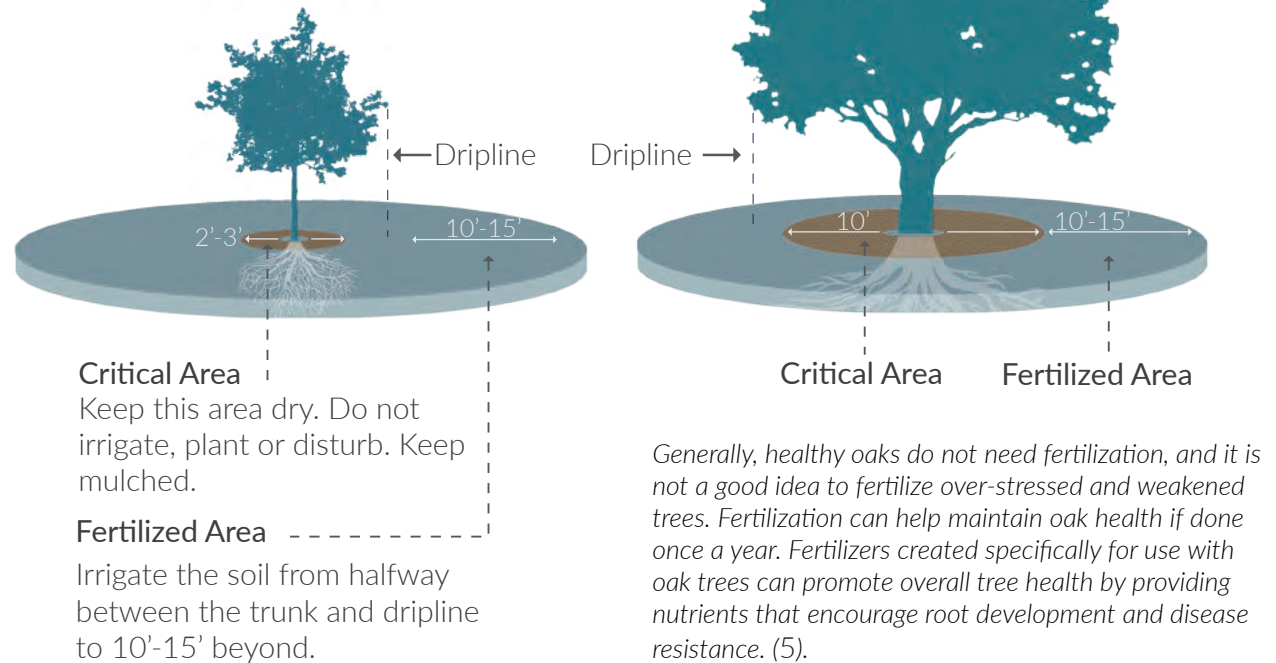 Dripline
Dripline
2’-3’
10’-15’
10’
10’-15’
Critical Area
Keep this area dry. Do not
irrigate, plant or disturb. Keep
mulched.
Fertilized Area
Irrigate the soil from halfway
between the trunk and dripline
to 10’-15’ beyond.
Critical Area
Fertilized Area
Generally, healthy oaks do not need fertilization, and it is
not a good idea to fertilize over-stressed and weakened
trees. Fertilization can help maintain oak health if done
once a year. Fertilizers created specifically for use with
oak trees can promote overall tree health by providing
nutrients that encourage root development and disease
resistance. (5).